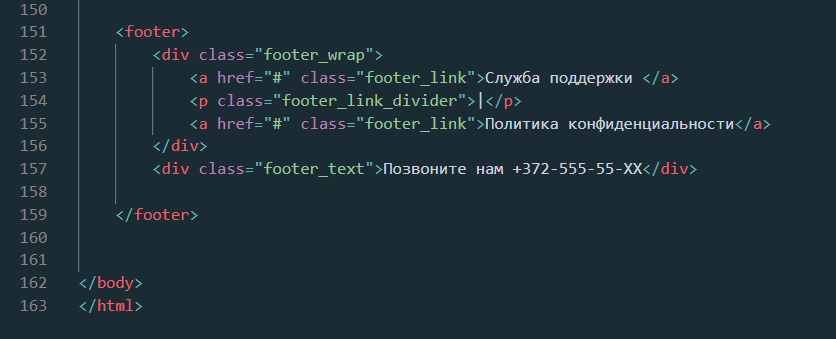 150
151 <footer>
152 <div class="footer_wrap">
153 <a href="#" class="footer_link">Служба поддержки </a>
154 <p class="footer_link_divider">|</p>
155 <a href="#" class="footer_link">Политика конфиденциальности</a>
156 </div>
157 <div class="footer_text">Позвоните нам +372-555-55-XX</div>
158
159 </footer>
160
161
162 </body>
163 </html>